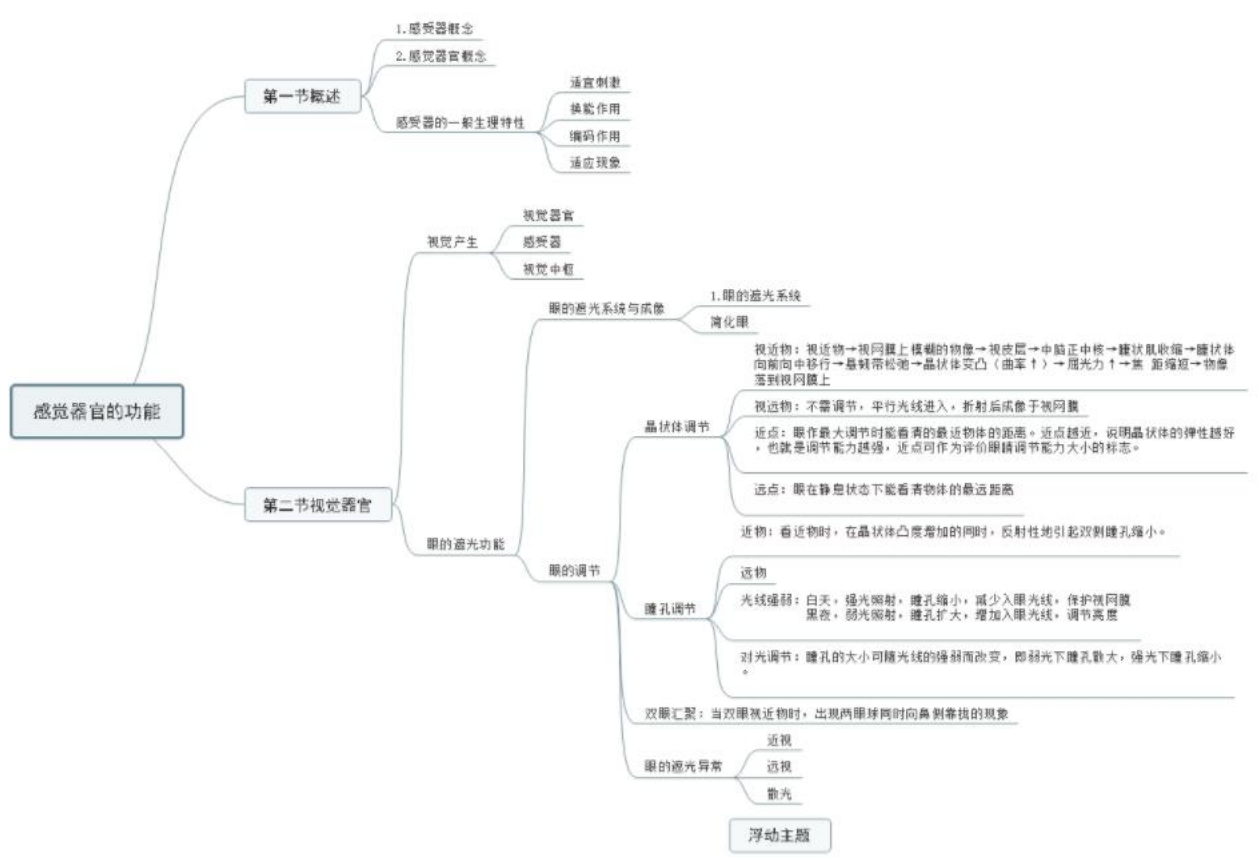 感觉器官的功能
第一节概述
1.感受器概念
2.感觉器官概念
感受器的一般生理特性
适宜刺激
换能作用
编码作用
适应现象
第二节视觉器官
视觉产生
视觉器官
感受器
视觉中枢
眼的遮光功能
眼的遮光系统与成像
1.眼的遮光系统
简化眼
眼的调节
晶状体调节
视近物：视近物→视网膜上模糊的物像→视皮层→中脑正中核→睫状肌收缩→睫状体
向前向中移行→悬韧带松弛→晶状体变凸（曲率↑）→屈光力↑→焦 距缩短→物像
落到视网膜上
视远物：不需调节，平行光线进入，折射后成像于视网膜
近点：眼作最大调节时能看清的最近物体的距离。近点越近，说明晶状体的弹性越好
，也就是调节能力越强，近点可作为评价眼睛调节能力大小的标志。
远点：眼在静息状态下能看清物体的最远距离
瞳孔调节
近物：看近物时，在晶状体凸度增加的同时，反射性地引起双侧瞳孔缩小。
远物
光线强弱：白天，强光照射，瞳孔缩小，减少入眼光线，保护视网膜
黑夜，弱光照射，瞳孔扩大，增加入眼光线，调节亮度
对光调节：瞳孔的大小可随光线的强弱而改变，即弱光下瞳孔散大，强光下瞳孔缩小
。
双眼汇聚：当双眼视近物时，出现两眼球同时向鼻侧靠拢的现象
眼的遮光异常
近视
远视
散光
浮动主题